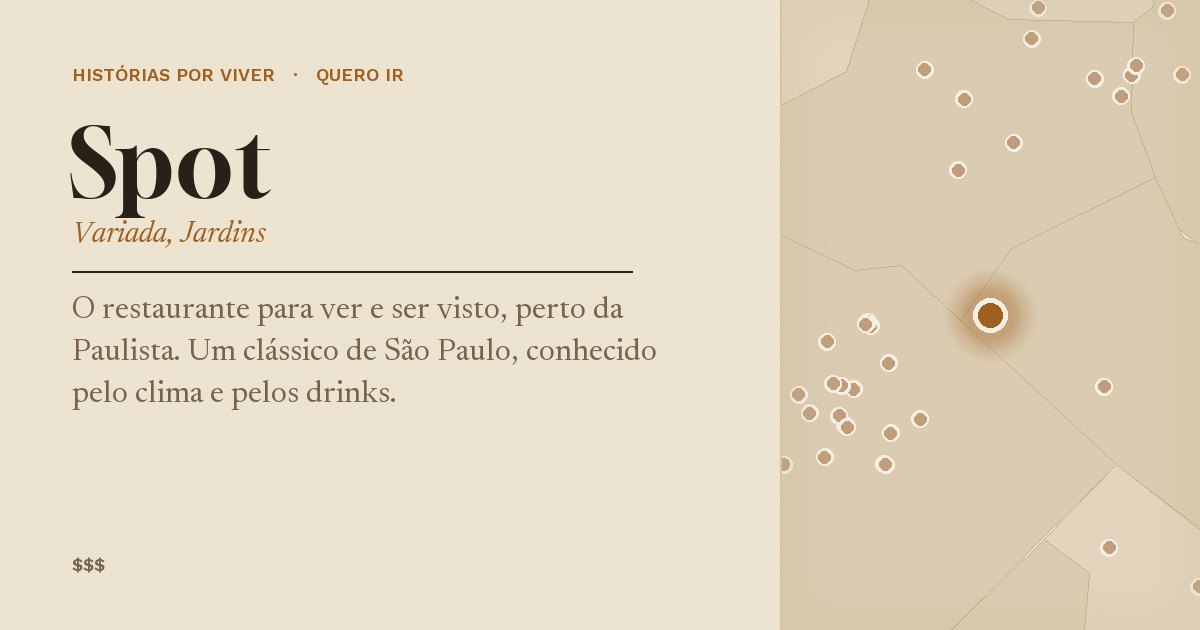 HISTÓRIAS POR VIVER · QUERO IR
Spot
Variada, Jardins
O restaurante para ver e ser visto, perto da
Paulista. Um clássico de São Paulo, conhecido
pelo clima e pelos drinks.
$$$